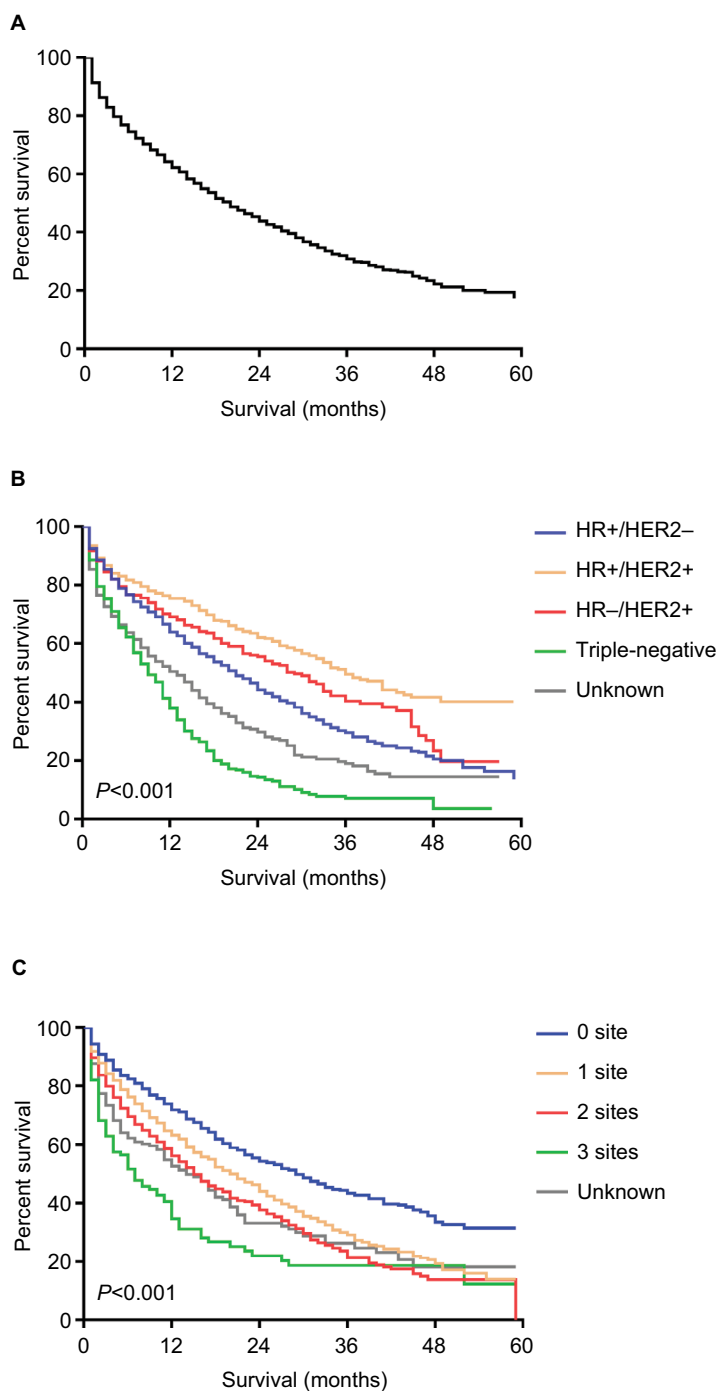 A
100
80
60
40
20
0
Percent survival
0 12 24 36 48 60
Survival (months)
B
100
80
60
40
20
0
Percent survival
P<0.001
0 12 24 36 48 60
Survival (months)
HR+/HER2–
HR+/HER2+
HR–/HER2+
Triple-negative
Unknown
C
100
80
60
40
20
0
Percent survival
P<0.001
0 12 24 36 48 60
Survival (months)
0 site
1 site
2 sites
3 sites
Unknown